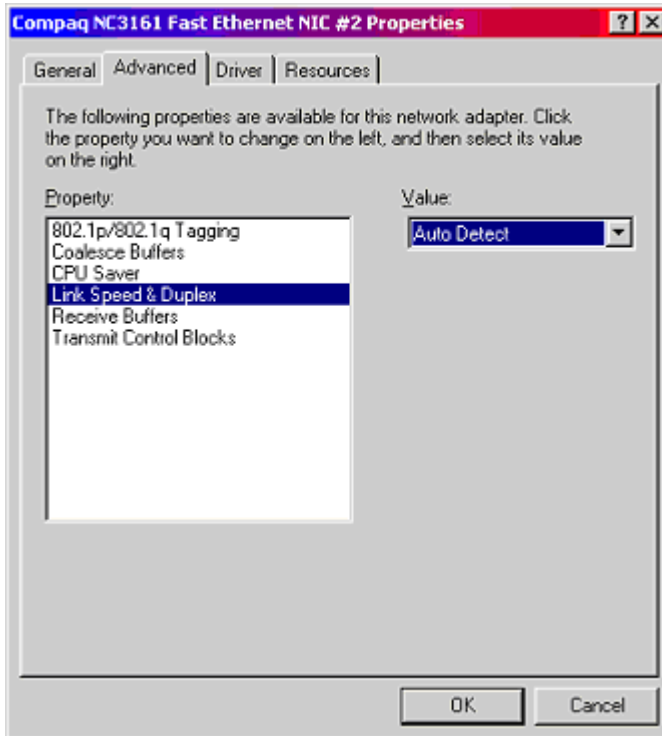 Compaq NC3161 Fast Ethernet NIC #2 Properties
General Advanced Driver Resources
The following properties are available for this network adapter. Click
the property you want to change on the left, and then select its value
on the right.
Property:
Value:
802.1p/802.1q Tagging
Coalesce Buffers
CPU Saver
Link Speed & Duplex
Receive Buffers
Transmit Control Blocks
Auto Detect
OK
Cancel